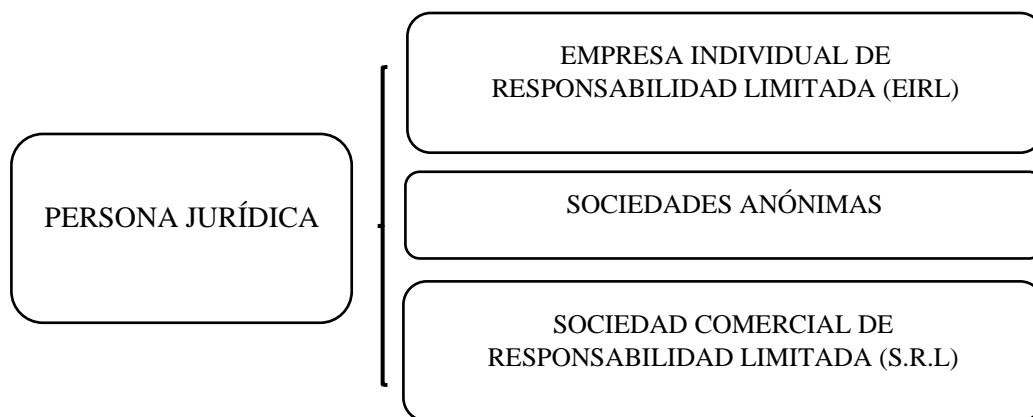 PERSONA JURÍDICA
EMPRESA INDIVIDUAL DE
RESPONSABILIDAD LIMITADA (EIRL)
SOCIEDADES ANÓNIMAS
SOCIEDAD COMERCIAL DE
RESPONSABILIDAD LIMITADA (S.R.L)